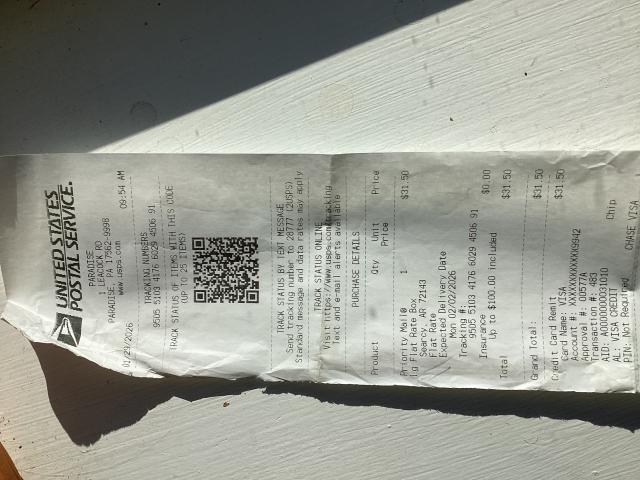 UNITED STATES
POSTAL SERVICE.
PARADISE
LEACOCK RD
PARADISE, PA 17562-9998
www.usps.com
01/29/2026 09:54 AM
TRACKING NUMBERS
9505 5103 4176 6029 4506 91
TRACK STATUS OF ITEMS WITH THIS CODE
(UP TO 25 ITEMS)
TRACK STATUS BY TEXT MESSAGE
Send tracking number to 28777 (2USPS)
Standard message and data rates may apply
TRACK STATUS ONLINE
Visit https://www.usps.com/tracking
Text and e-mail alerts available
PURCHASE DETAILS
Product Qty Unit Price
Price
Priority Mail® 1 $31.50
Lg Flat Rate Box
Searcy, AR 72143
Flat Rate
Expected Delivery Date
Mon 02/02/2026
Tracking #:
9505 5103 4176 6029 4506 91
Insurance $0.00
Up to $100.00 included
Total $31.50
Grand Total: $31.50
Credit Card Remit $31.50
Card Name: VISA
Account #: XXXXXXXXXXXX0942
Approval #: 00577A
Transaction #: 483
AID: A0000000031010 Chip
AL: VISA CREDIT
PIN: Not Required CHASE VISA